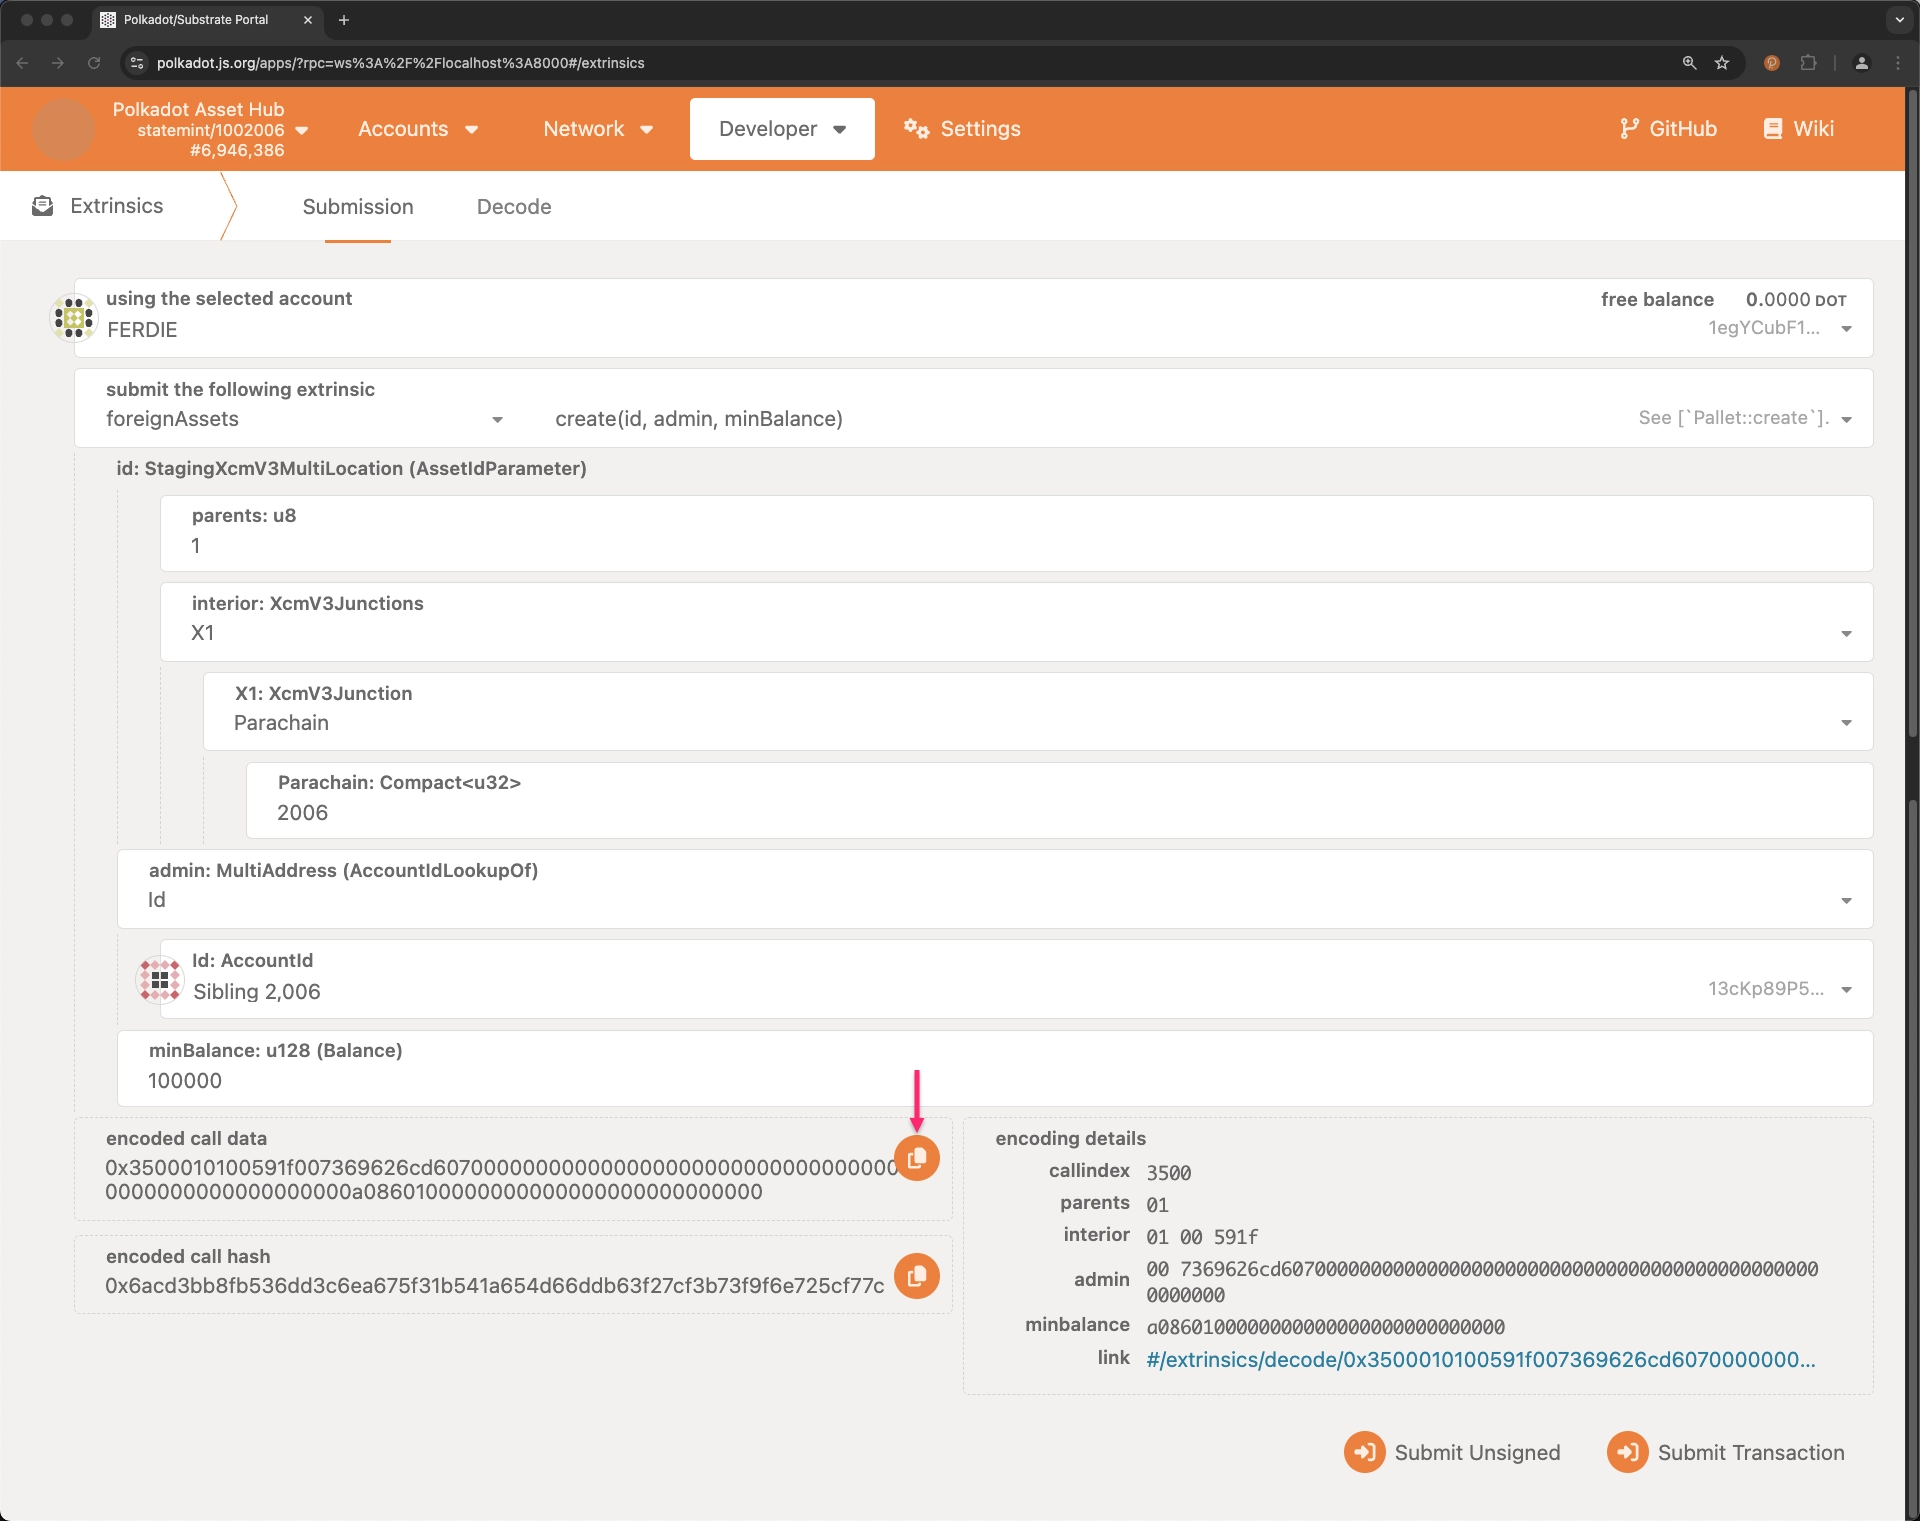 Polkadot/Substrate Portal
polkadot.js.org/apps/?rpc=ws%3A%2F%2Flocalhost%3A8000#/extrinsics
Polkadot Asset Hub
statemint/1002006
#6,946,386
Accounts
Network
Developer
Settings
GitHub
Wiki
Extrinsics
Submission
Decode
using the selected account
FERDIE
free balance 0.0000 DOT
1egYCubF1...
submit the following extrinsic
foreignAssets
create(id, admin, minBalance)
See [`Pallet::create`].
id: StagingXcmV3MultiLocation (AssetIdParameter)
parents: u8
1
interior: XcmV3Junctions
X1
X1: XcmV3Junction
Parachain
Parachain: Compact<u32>
2006
admin: MultiAddress (AccountIdLookupOf)
Id
Id: AccountId
Sibling 2,006
13cKp89P5...
minBalance: u128 (Balance)
100000
encoded call data
0x3500010100591f007369626cd6070000000000000000000000000000000000
00000000000000000000a0860100000000000000000000000000
encoded call hash
0x6acd3bb8fb536dd3c6ea675f31b541a654d66ddb63f27cf3b73f9f6e725cf77c
encoding details
callindex 3500
parents 01
interior 01 00 591f
admin 00 7369626cd607000000000000000000000000000000000000000000000
0000000
minbalance a0860100000000000000000000000000
link #/extrinsics/decode/0x3500010100591f007369626cd6070000000...
Submit Unsigned
Submit Transaction